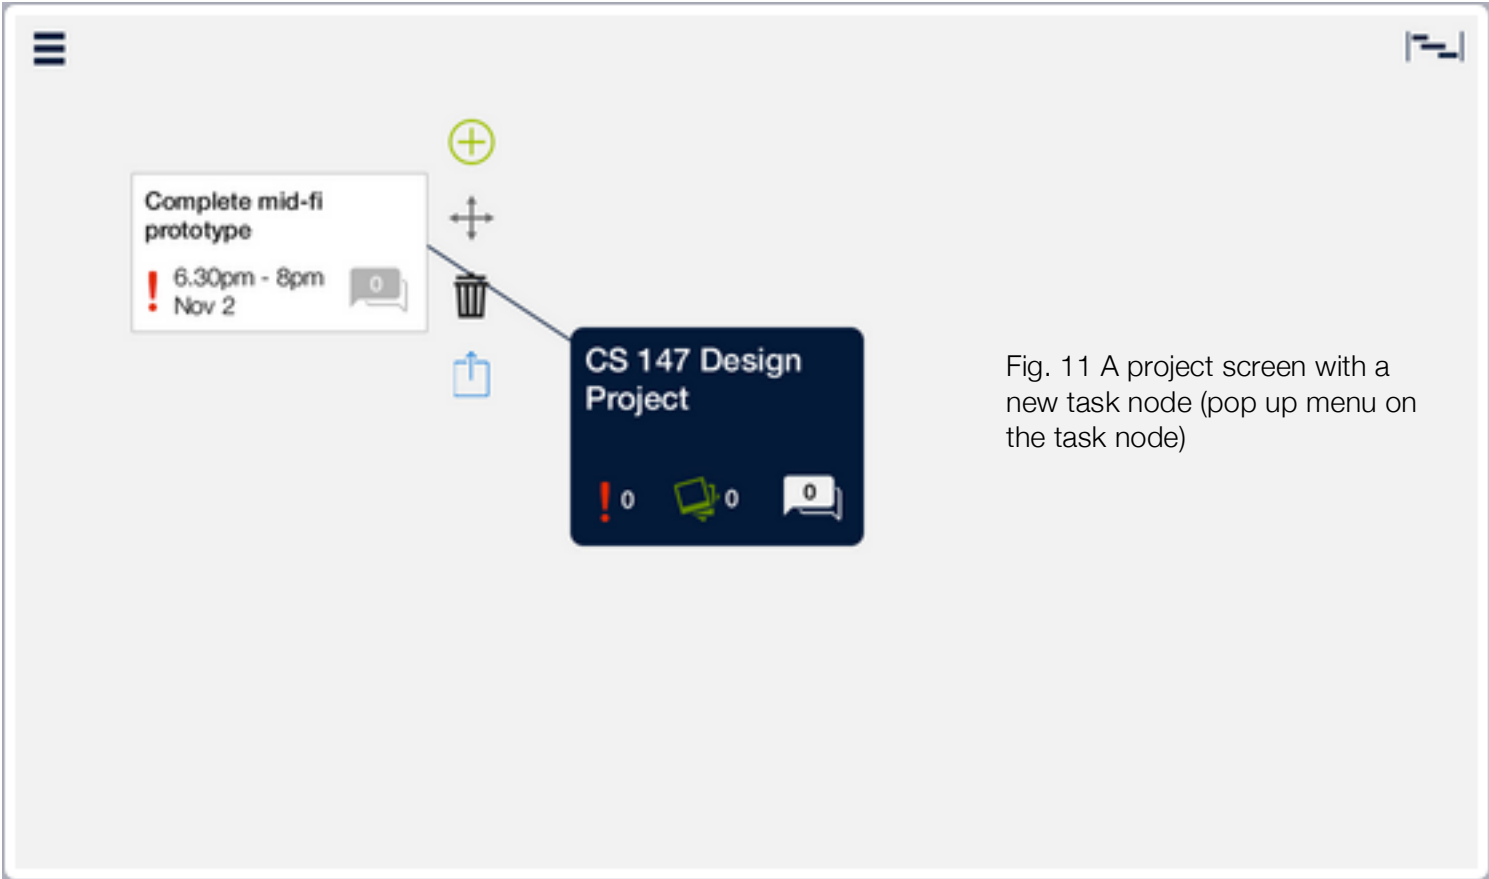 Complete mid-fi
prototype
6.30pm - 8pm
Nov 2
0
CS 147 Design
Project
0
0
0
Fig. 11 A project screen with a
new task node (pop up menu on
the task node)